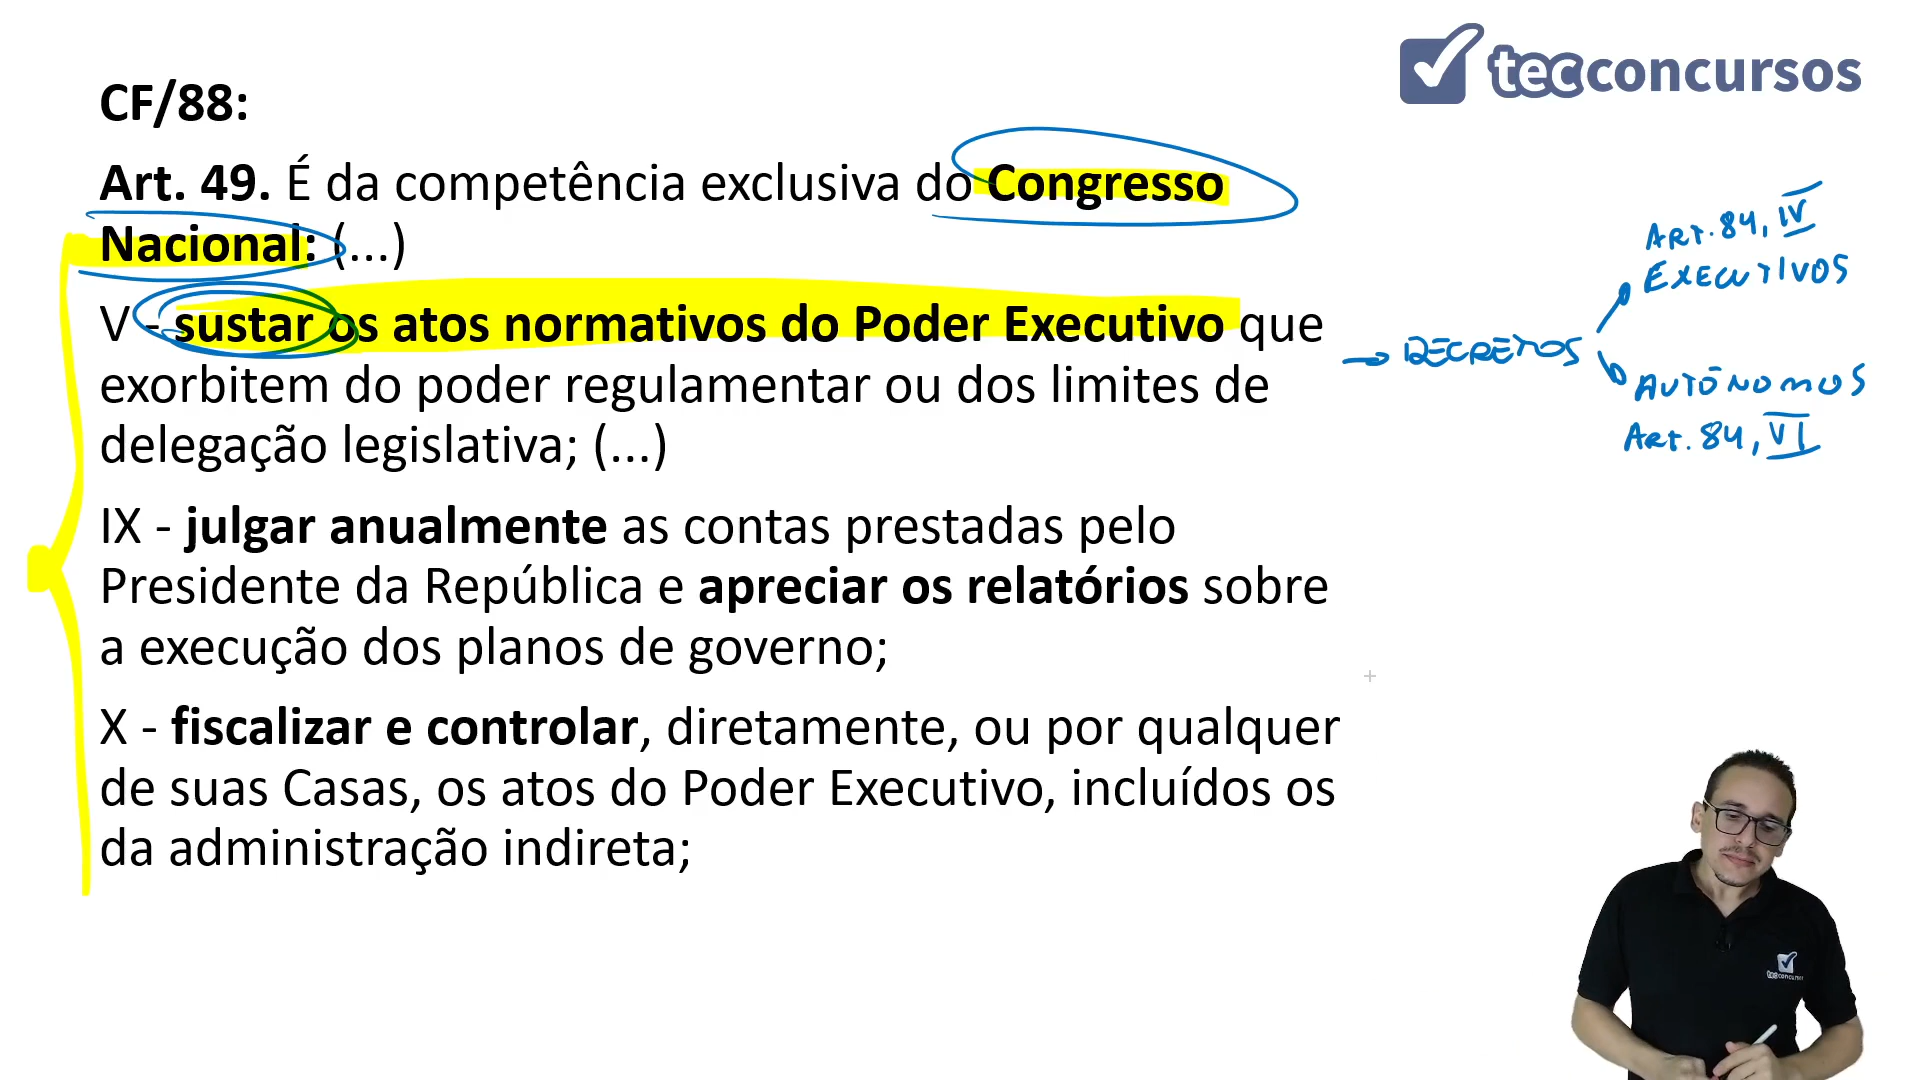 tecconcursos
CF/88:
Art. 49. É da competência exclusiva do Congresso
Nacional: (...)
V - sustar os atos normativos do Poder Executivo que
exorbitem do poder regulamentar ou dos limites de
delegação legislativa; (...)
IX - julgar anualmente as contas prestadas pelo
Presidente da República e apreciar os relatórios sobre
a execução dos planos de governo;
X - fiscalizar e controlar, diretamente, ou por qualquer
de suas Casas, os atos do Poder Executivo, incluídos os
da administração indireta;
ART. 84, IV
EXECUTIVOS
DECRETOS
AUTÔNOMOS
ART. 84, VI
tecconcursos